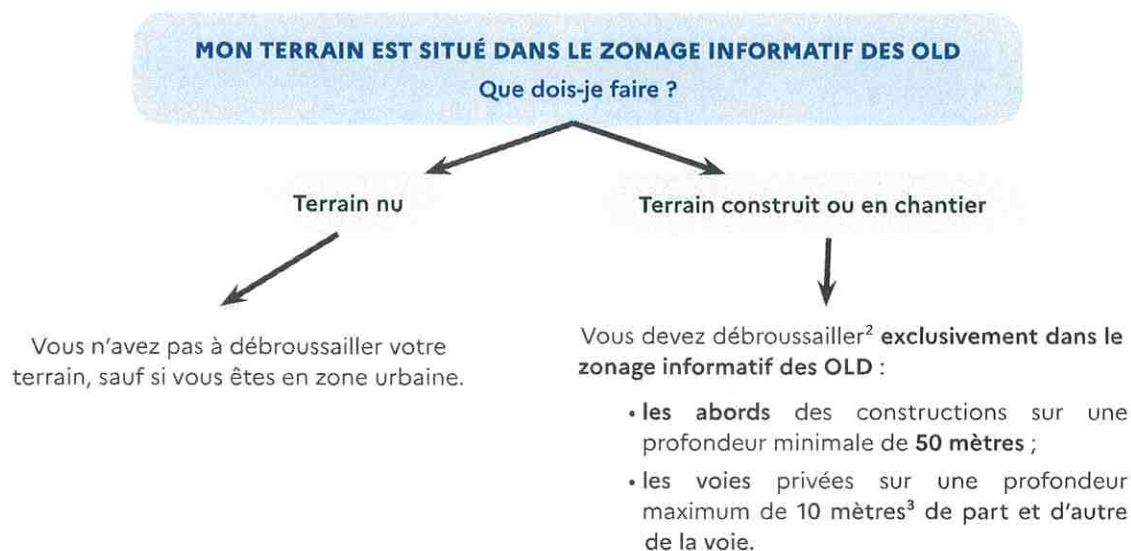 MON TERRAIN EST SITUÉ DANS LE ZONAGE INFORMATIF DES OLD
Que dois-je faire ?
Terrain nu
Terrain construit ou en chantier
Vous n'avez pas à débroussailler votre
terrain, sauf si vous êtes en zone urbaine.
Vous devez débroussailler² exclusivement dans le
zonage informatif des OLD :
• les abords des constructions sur une
profondeur minimale de 50 mètres ;
• les voies privées sur une profondeur
maximum de 10 mètres³ de part et d'autre
de la voie.